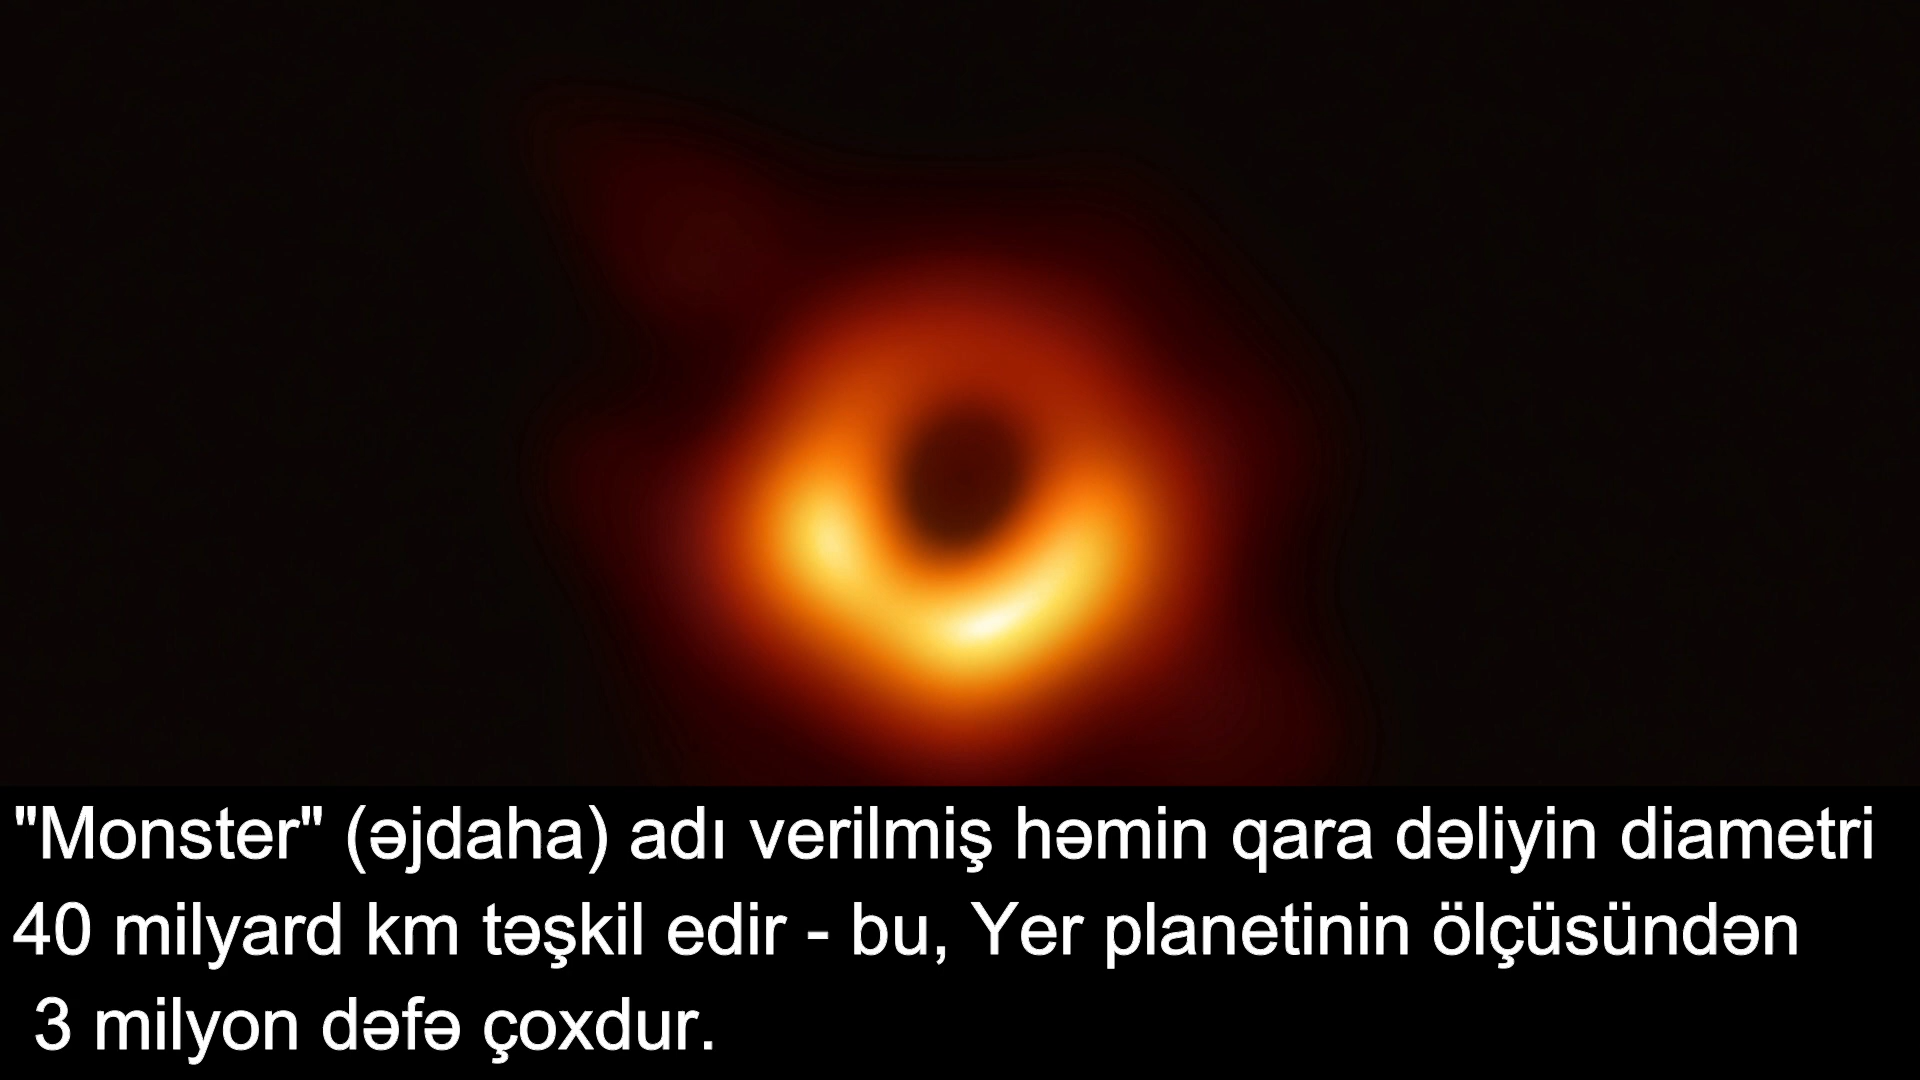 "Monster" (əjdaha) adı verilmiş həmin qara dəliyin diametri
40 milyard km təşkil edir - bu, Yer planetinin ölçüsündən
3 milyon dəfə çoxdur.